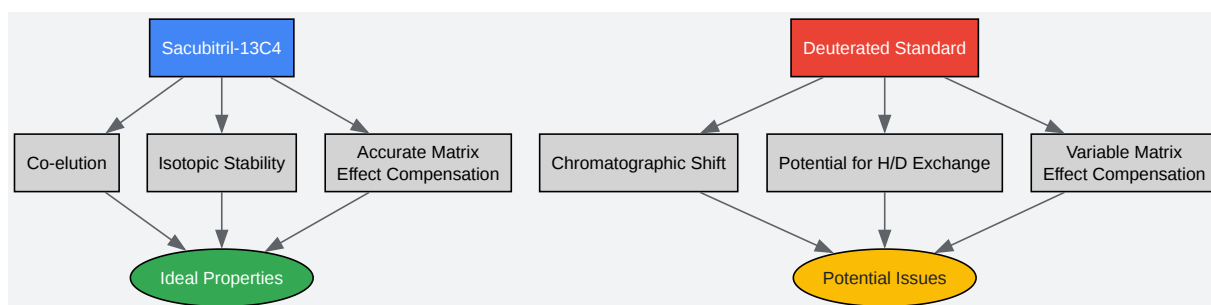 Sacubitril-13C4
Deuterated Standard
Co-elution
Isotopic Stability
Accurate Matrix
Effect Compensation
Chromatographic Shift
Potential for H/D Exchange
Variable Matrix
Effect Compensation
Ideal Properties
Potential Issues